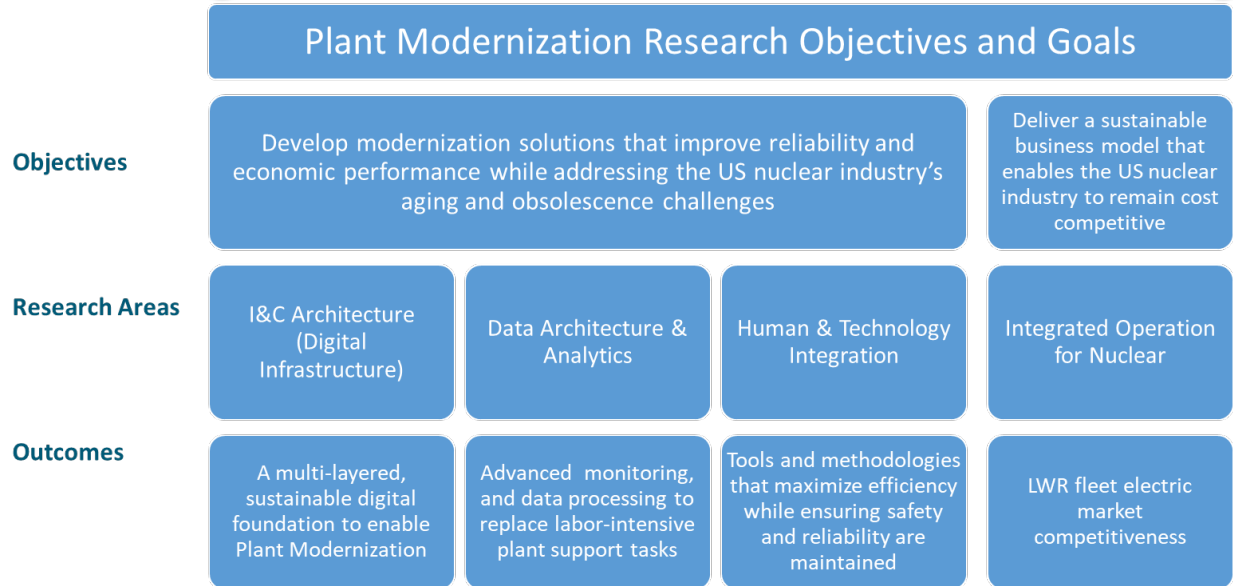 Plant Modernization Research Objectives and Goals
Objectives
Develop modernization solutions that improve reliability and
economic performance while addressing the US nuclear industry's
aging and obsolescence challenges
Deliver a sustainable
business model that
enables the US nuclear
industry to remain cost
competitive
Research Areas
I&C Architecture
(Digital
Infrastructure)
Data Architecture &
Analytics
Human & Technology
Integration
Integrated Operation
for Nuclear
Outcomes
A multi-layered,
sustainable digital
foundation to enable
Plant Modernization
Advanced monitoring,
and data processing to
replace labor-intensive
plant support tasks
Tools and methodologies
that maximize efficiency
while ensuring safety
and reliability are
maintained
LWR fleet electric
market
competitiveness